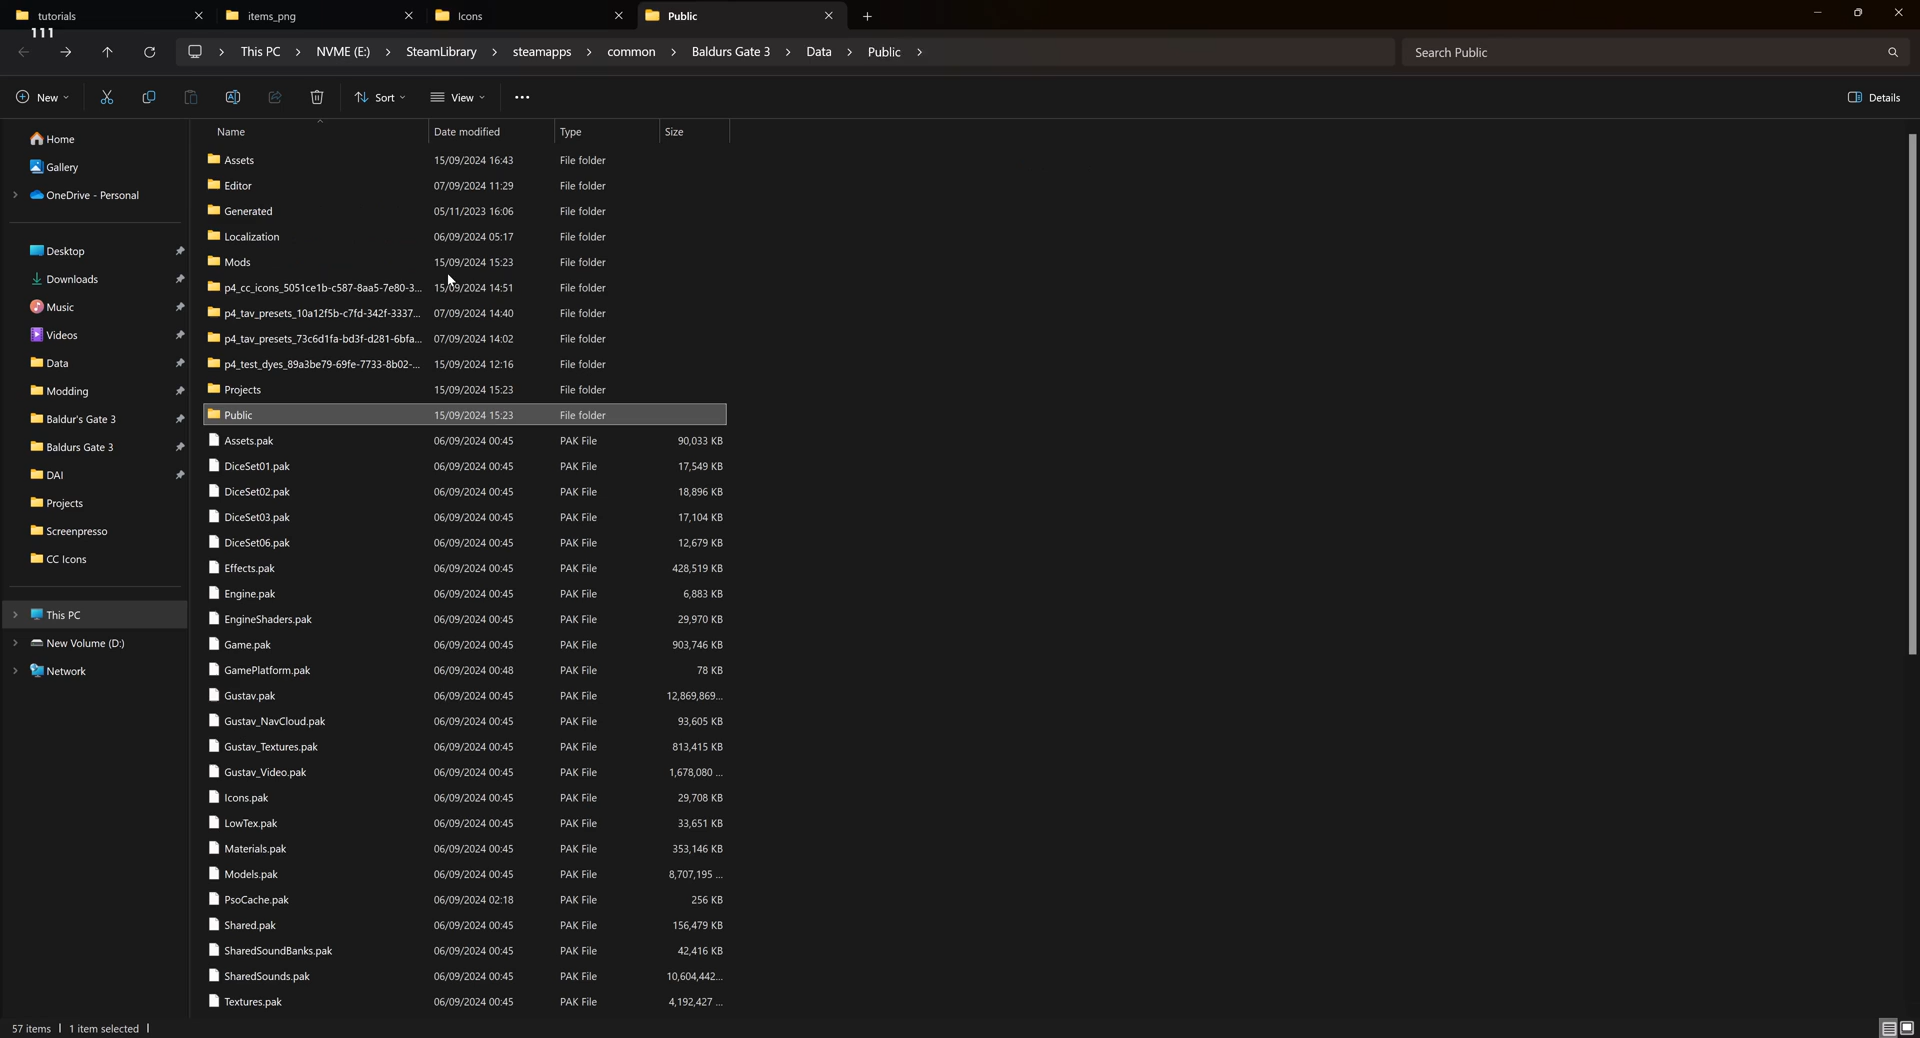 tutorials
items_png
Icons
Public
111
This PC > NVME (E:) > SteamLibrary > steamapps > common > Baldurs Gate 3 > Data > Public >
Search Public
New
Sort
View
Details
Name Date modified Type Size
Home
Gallery
OneDrive - Personal
Desktop
Downloads
Music
Videos
Data
Modding
Baldur's Gate 3
Baldurs Gate 3
DAI
Projects
Screenpresso
CC Icons
This PC
New Volume (D:)
Network
Assets 15/09/2024 16:43 File folder
Editor 07/09/2024 11:29 File folder
Generated 05/11/2023 16:06 File folder
Localization 06/09/2024 05:17 File folder
Mods 15/09/2024 15:23 File folder
p4_cc_icons_5051ce1b-c587-8aa5-7e80-3... 15/09/2024 14:51 File folder
p4_tav_presets_10a12f5b-c7fd-342f-3337... 07/09/2024 14:40 File folder
p4_tav_presets_73c6d1fa-bd3f-d281-6bfa... 07/09/2024 14:02 File folder
p4_test_dyes_89a3be79-69fe-7733-8b02-... 15/09/2024 12:16 File folder
Projects 15/09/2024 15:23 File folder
Public 15/09/2024 15:23 File folder
Assets.pak 06/09/2024 00:45 PAK File 90,033 KB
DiceSet01.pak 06/09/2024 00:45 PAK File 17,549 KB
DiceSet02.pak 06/09/2024 00:45 PAK File 18,896 KB
DiceSet03.pak 06/09/2024 00:45 PAK File 17,104 KB
DiceSet06.pak 06/09/2024 00:45 PAK File 12,679 KB
Effects.pak 06/09/2024 00:45 PAK File 428,519 KB
Engine.pak 06/09/2024 00:45 PAK File 6,883 KB
EngineShaders.pak 06/09/2024 00:45 PAK File 29,970 KB
Game.pak 06/09/2024 00:45 PAK File 903,746 KB
GamePlatform.pak 06/09/2024 00:48 PAK File 78 KB
Gustav.pak 06/09/2024 00:45 PAK File 12,869,869...
Gustav_NavCloud.pak 06/09/2024 00:45 PAK File 93,605 KB
Gustav_Textures.pak 06/09/2024 00:45 PAK File 813,415 KB
Gustav_Video.pak 06/09/2024 00:45 PAK File 1,678,080 ...
Icons.pak 06/09/2024 00:45 PAK File 29,708 KB
LowTex.pak 06/09/2024 00:45 PAK File 33,651 KB
Materials.pak 06/09/2024 00:45 PAK File 353,146 KB
Models.pak 06/09/2024 00:45 PAK File 8,707,195 ...
PsoCache.pak 06/09/2024 02:18 PAK File 256 KB
Shared.pak 06/09/2024 00:45 PAK File 156,479 KB
SharedSoundBanks.pak 06/09/2024 00:45 PAK File 42,416 KB
SharedSounds.pak 06/09/2024 00:45 PAK File 10,604,442...
Textures.pak 06/09/2024 00:45 PAK File 4,192,427 ...
57 items | 1 item selected |